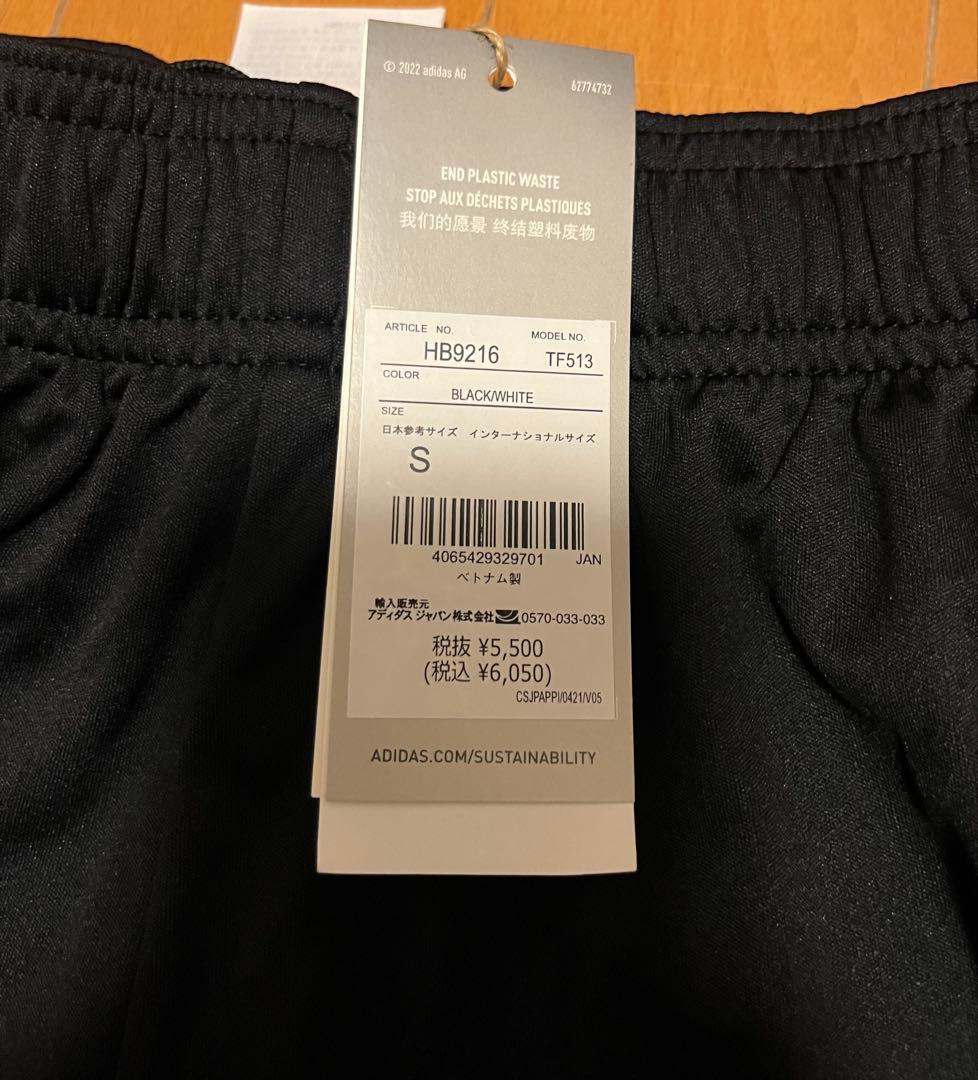 © 2022 adidas AG
62774732
END PLASTIC WASTE
STOP AUX DÉCHETS PLASTIQUES
我们的愿景 终结塑料废物
ARTICLE NO.
MODEL NO.
HB9216
TF513
COLOR
BLACK/WHITE
SIZE
日本参考サイズ インターナショナルサイズ
S
4065429329701 JAN
ベトナム製
輸入販売元
アディダス ジャパン株式会社 0570-033-033
税抜 ¥5,500
(税込 ¥6,050)
CSJPAPPI/0421/V05
ADIDAS.COM/SUSTAINABILITY